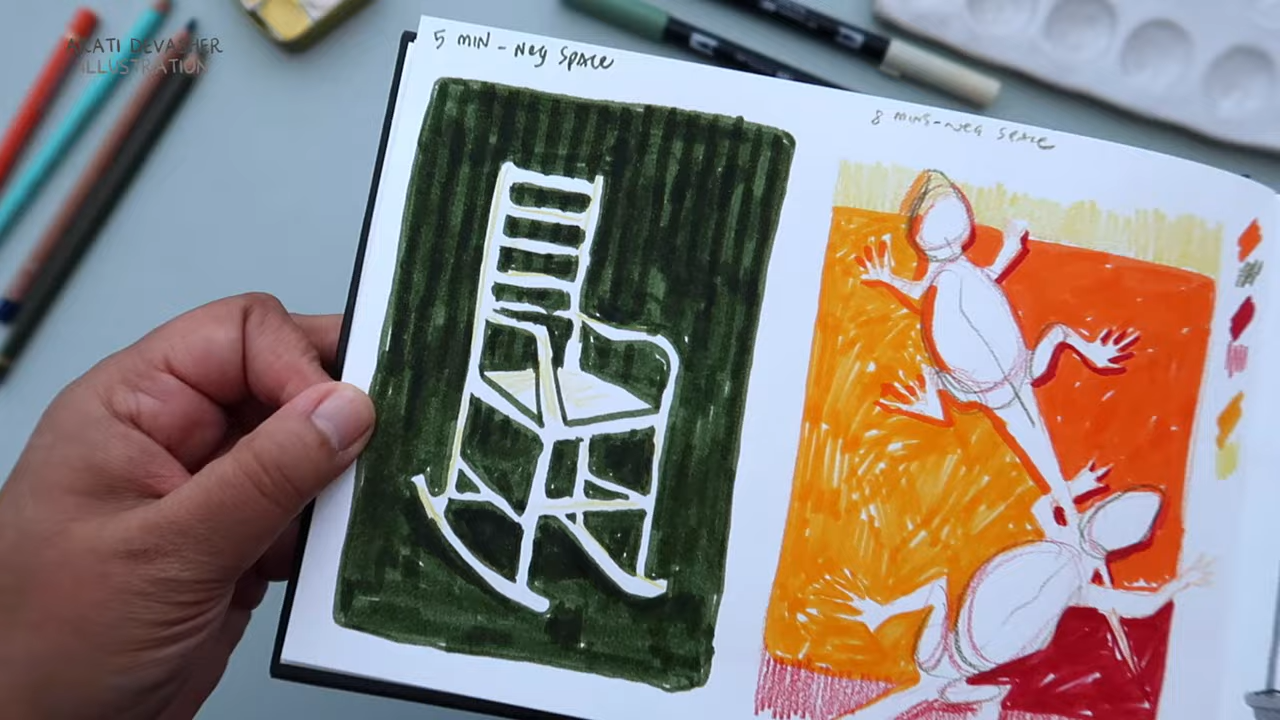 ARATI DEVASHER
ILLUSTRATION
5 MIN - Neg SPACE
8 MINS - Neg SPACE